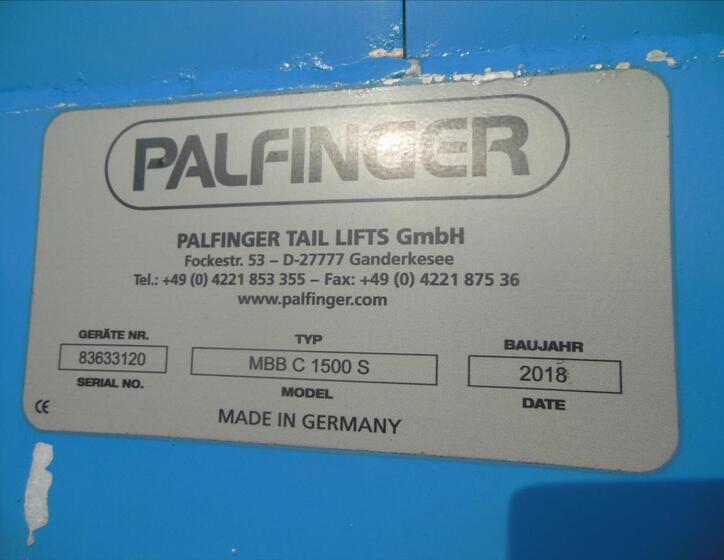 PALFINGER
PALFINGER TAIL LIFTS GmbH
Fockestr. 53 – D-27777 Ganderkesee
Tel.: +49 (0) 4221 853 355 – Fax: +49 (0) 4221 875 36
www.palfinger.com
GERÄTE NR. TYP BAUJAHR
83633120 MBB C 1500 S 2018
SERIAL NO. MODEL DATE
CE MADE IN GERMANY